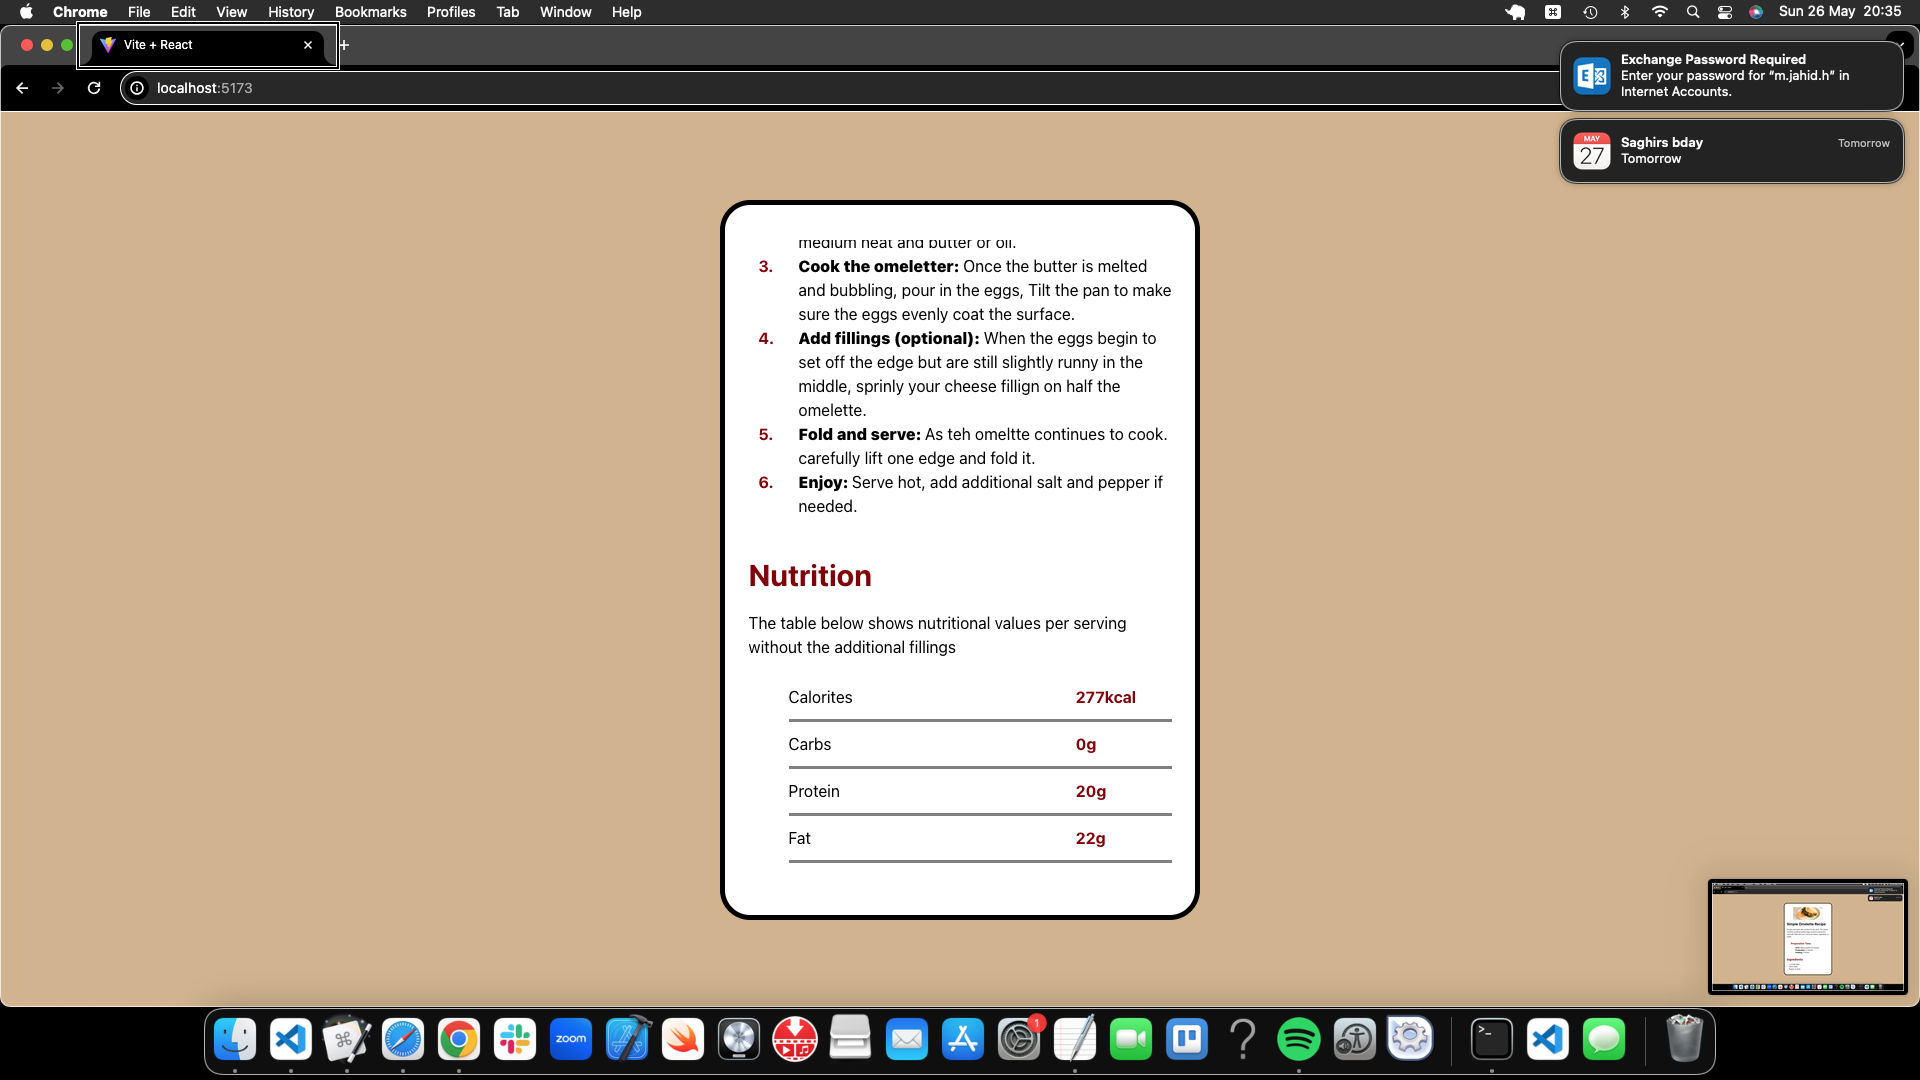 Chrome File Edit View History Bookmarks Profiles Tab Window Help
Sun 26 May 20:35
Vite + React
localhost:5173
Exchange Password Required
Enter your password for “m.jahid.h” in
Internet Accounts.
MAY
27
Saghirs bday
Tomorrow
Tomorrow
medium heat and butter or oil.
3. Cook the omeletter: Once the butter is melted
and bubbling, pour in the eggs, Tilt the pan to make
sure the eggs evenly coat the surface.
4. Add fillings (optional): When the eggs begin to
set off the edge but are still slightly runny in the
middle, sprinly your cheese fillign on half the
omelette.
5. Fold and serve: As teh omeltte continues to cook.
carefully lift one edge and fold it.
6. Enjoy: Serve hot, add additional salt and pepper if
needed.
Nutrition
The table below shows nutritional values per serving
without the additional fillings
Calorites 277kcal
Carbs 0g
Protein 20g
Fat 22g
Simple Omelette Recipe
Preparation Time
Ingredients
zoom
1